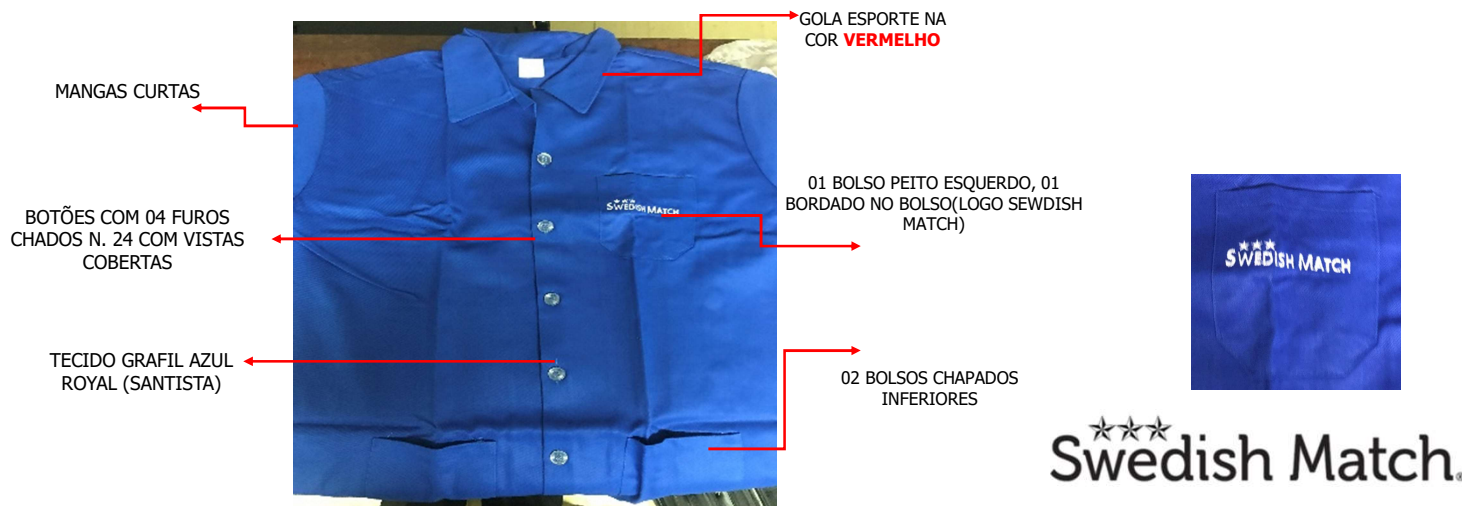 GOLA ESPORTE NA
COR VERMELHO
MANGAS CURTAS
01 BOLSO PEITO ESQUERDO, 01
BORDADO NO BOLSO(LOGO SEWDISH
MATCH)
BOTÕES COM 04 FUROS
CHADOS N. 24 COM VISTAS
COBERTAS
TECIDO GRAFIL AZUL
ROYAL (SANTISTA)
02 BOLSOS CHAPADOS
INFERIORES
SWEDISH MATCH
SWEDISH MATCH
Swedish Match®